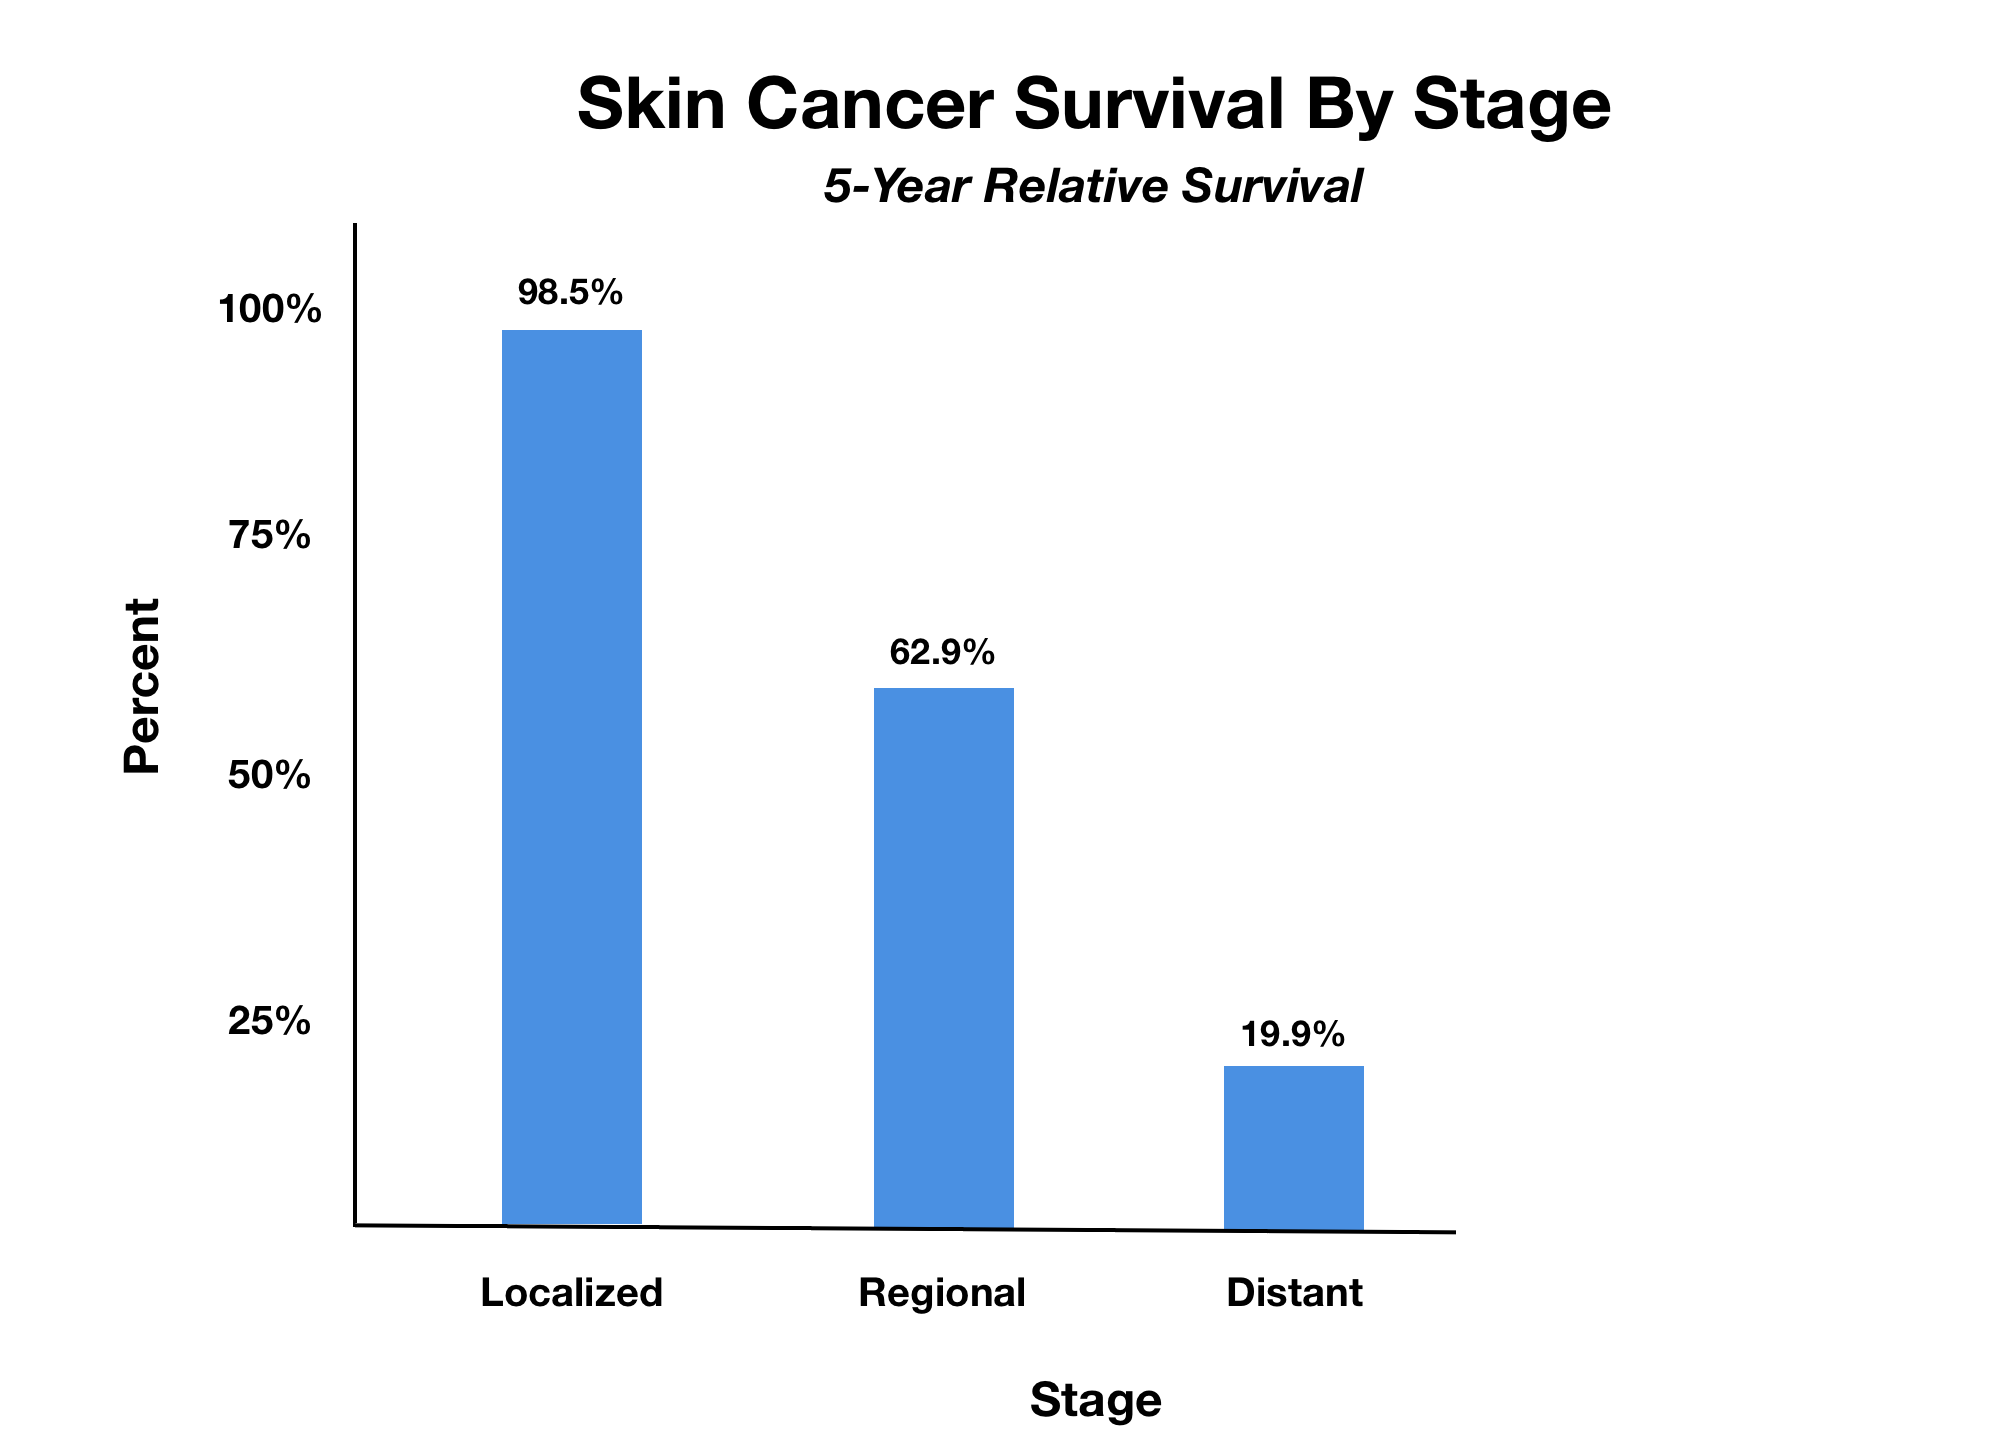 Skin Cancer Survival By Stage
5-Year Relative Survival
98.5%
100%
75%
62.9%
50%
25%
19.9%
Percent
Localized
Regional
Distant
Stage